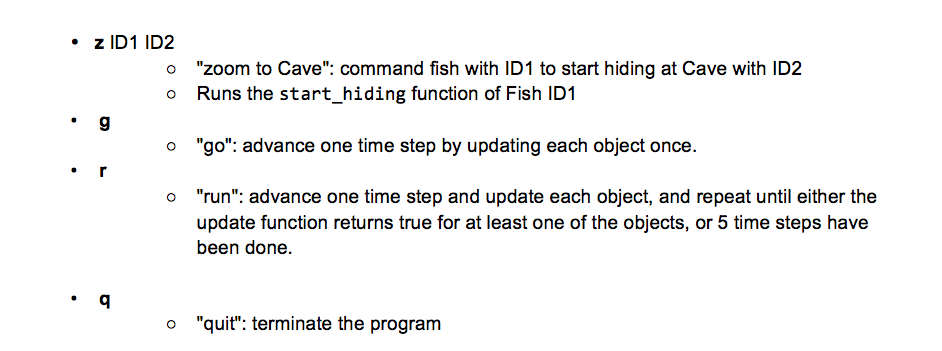 • z ID1 ID2
○ "zoom to Cave": command fish with ID1 to start hiding at Cave with ID2
○ Runs the start_hiding function of Fish ID1
• g
○ "go": advance one time step by updating each object once.
• r
○ "run": advance one time step and update each object, and repeat until either the
update function returns true for at least one of the objects, or 5 time steps have
been done.
• q
○ "quit": terminate the program